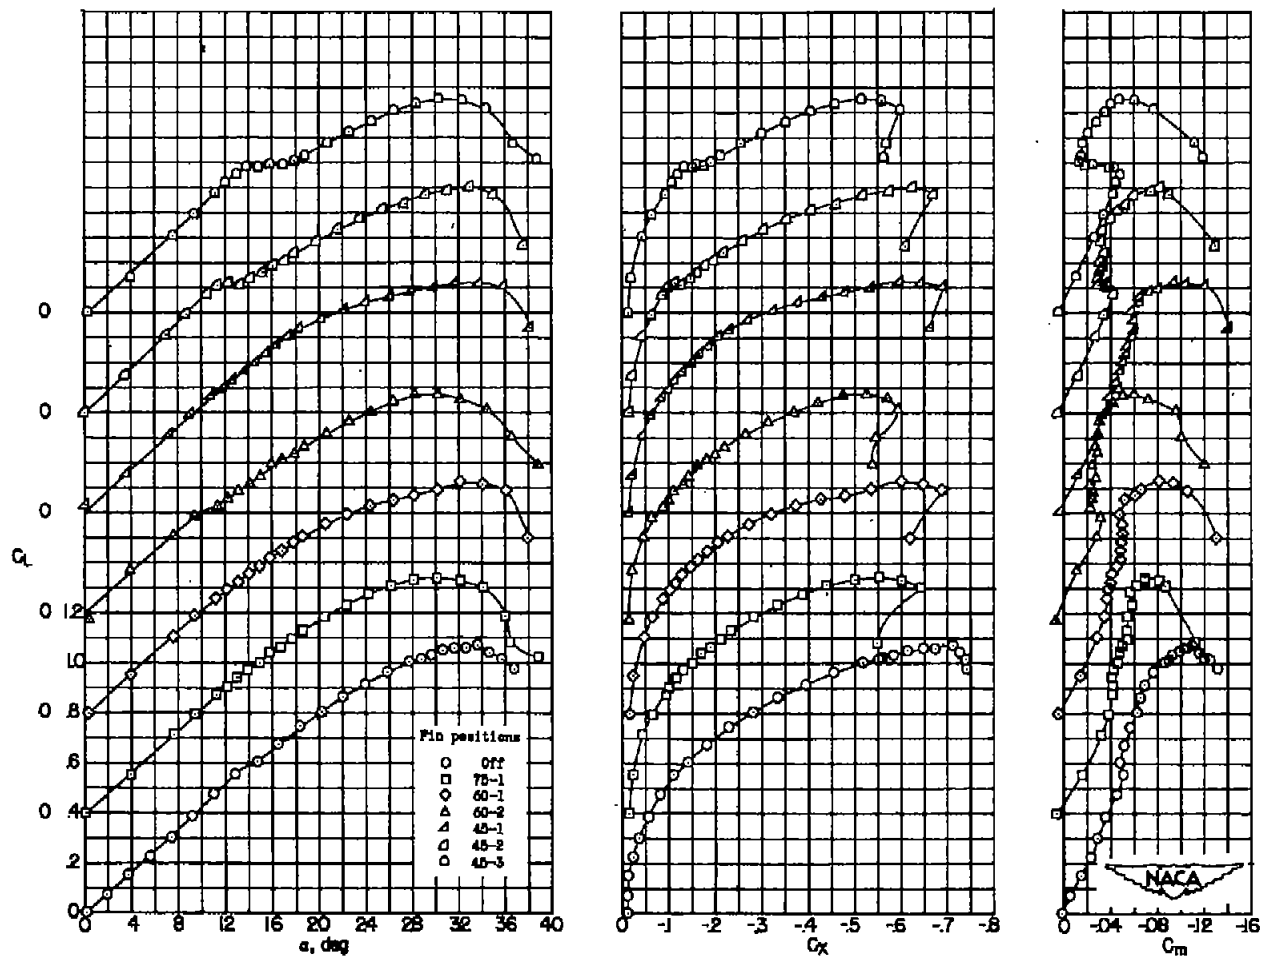 0
0
0
C_L
0 1.2
0 1.0
0 .8
.6
0 .4
.2
0
0 4 8 12 16 20 24 28 32 36 40
α, deg
Fin positions
Off
75-1
60-1
60-2
45-1
45-2
45-3
0 -.1 -.2 -.3 -.4 -.5 -.6 -.7 -.8
C_X
NACA
0 -.04 -.08 -.12 -.16
C_m